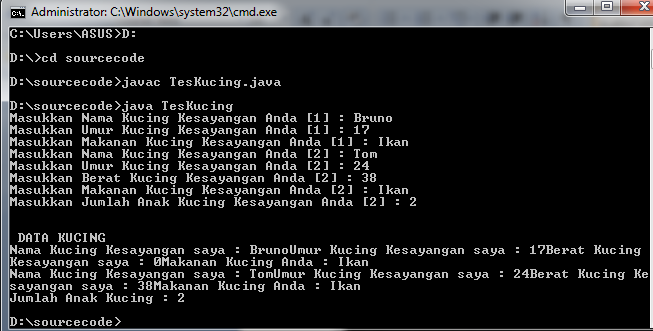 Administrator: C:\Windows\system32\cmd.exe
C:\Users\ASUS>D:
D:\>cd sourcecode
D:\sourcecode>javac TesKucing.java
D:\sourcecode>java TesKucing
Masukkan Nama Kucing Kesayangan Anda [1] : Bruno
Masukkan Umur Kucing Kesayangan Anda [1] : 17
Masukkan Makanan Kucing Kesayangan Anda [1] : Ikan
Masukkan Nama Kucing Kesayangan Anda [2] : Tom
Masukkan Umur Kucing Kesayangan Anda [2] : 24
Masukkan Berat Kucing Kesayangan Anda [2] : 38
Masukkan Makanan Kucing Kesayangan Anda [2] : Ikan
Masukkan Jumlah Anak Kucing Kesayangan Anda [2] : 2
DATA KUCING
Nama Kucing Kesayangan saya : BrunoUmur Kucing Kesayangan saya : 17Berat Kucing
Kesayangan saya : 0Makanan Kucing Anda : Ikan
Nama Kucing Kesayangan saya : TomUmur Kucing Kesayangan saya : 24Berat Kucing Ke
sayangan saya : 38Makanan Kucing Anda : Ikan
Jumlah Anak Kucing : 2
D:\sourcecode>